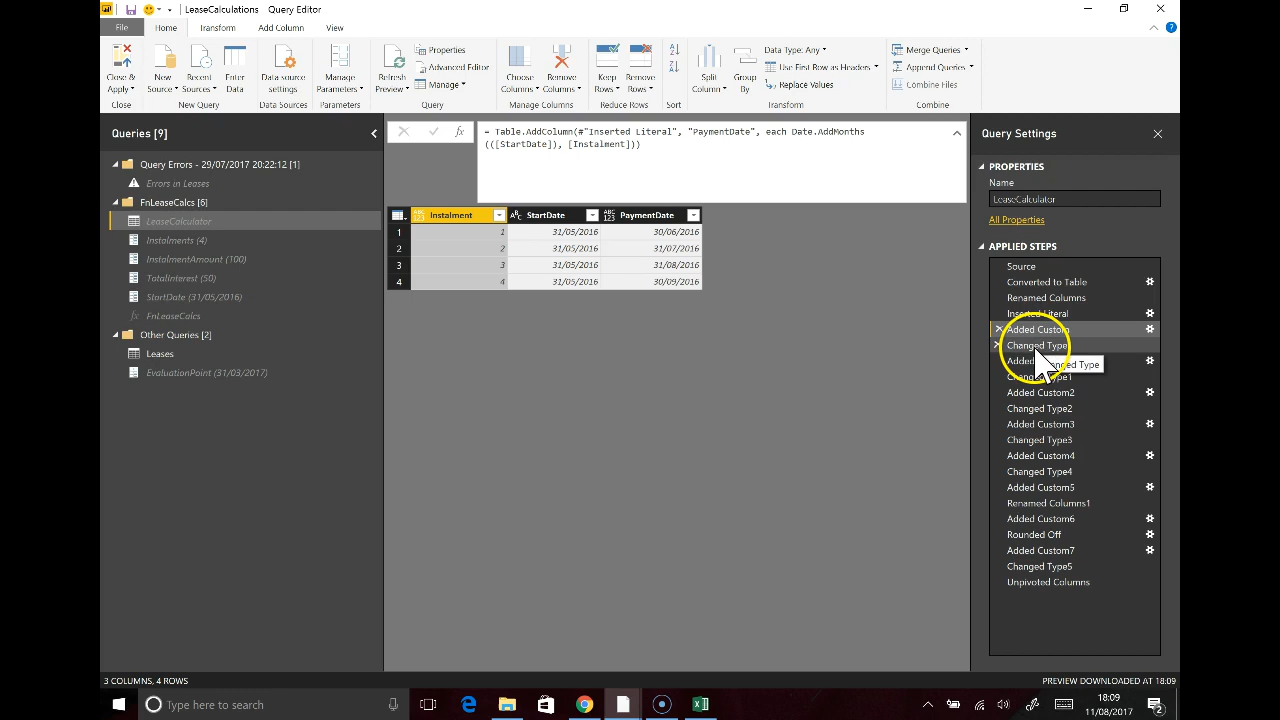 LeaseCalculations - Query Editor
File Home Transform Add Column View
Close & Apply
New Source
Recent Sources
Enter Data
Data source settings
Manage Parameters
Refresh Preview
Properties
Advanced Editor
Manage
Choose Columns
Remove Columns
Keep Rows
Remove Rows
Split Column
Group By
Data Type: Any
Use First Row as Headers
Replace Values
Merge Queries
Append Queries
Combine Files
Close New Query Data Sources Parameters Query Manage Columns Reduce Rows Sort Transform Combine
Queries [9]
Query Errors - 29/07/2017 20:22:12 [1]
Errors in Leases
FnLeaseCalcs [6]
LeaseCalculator
Instalments (4)
InstalmentAmount (100)
TotalInterest (50)
StartDate (31/05/2016)
FnLeaseCalcs
Other Queries [2]
Leases
EvaluationPoint (31/03/2017)
= Table.AddColumn(#"Inserted Literal", "PaymentDate", each Date.AddMonths
(([StartDate]), [Instalment]))
ABC 123 Instalment ABC StartDate ABC 123 PaymentDate
1 1 31/05/2016 30/06/2016
2 2 31/05/2016 31/07/2016
3 3 31/05/2016 31/08/2016
4 4 31/05/2016 30/09/2016
Query Settings
PROPERTIES
Name
LeaseCalculator
All Properties
APPLIED STEPS
Source
Converted to Table
Renamed Columns
Inserted Literal
Added Custom
Changed Type
Added
Changed Type
Changed Type1
Added Custom2
Changed Type2
Added Custom3
Changed Type3
Added Custom4
Changed Type4
Added Custom5
Renamed Columns1
Added Custom6
Rounded Off
Added Custom7
Changed Type5
Unpivoted Columns
3 COLUMNS, 4 ROWS
PREVIEW DOWNLOADED AT 18:09
Type here to search
18:09
11/08/2017
2